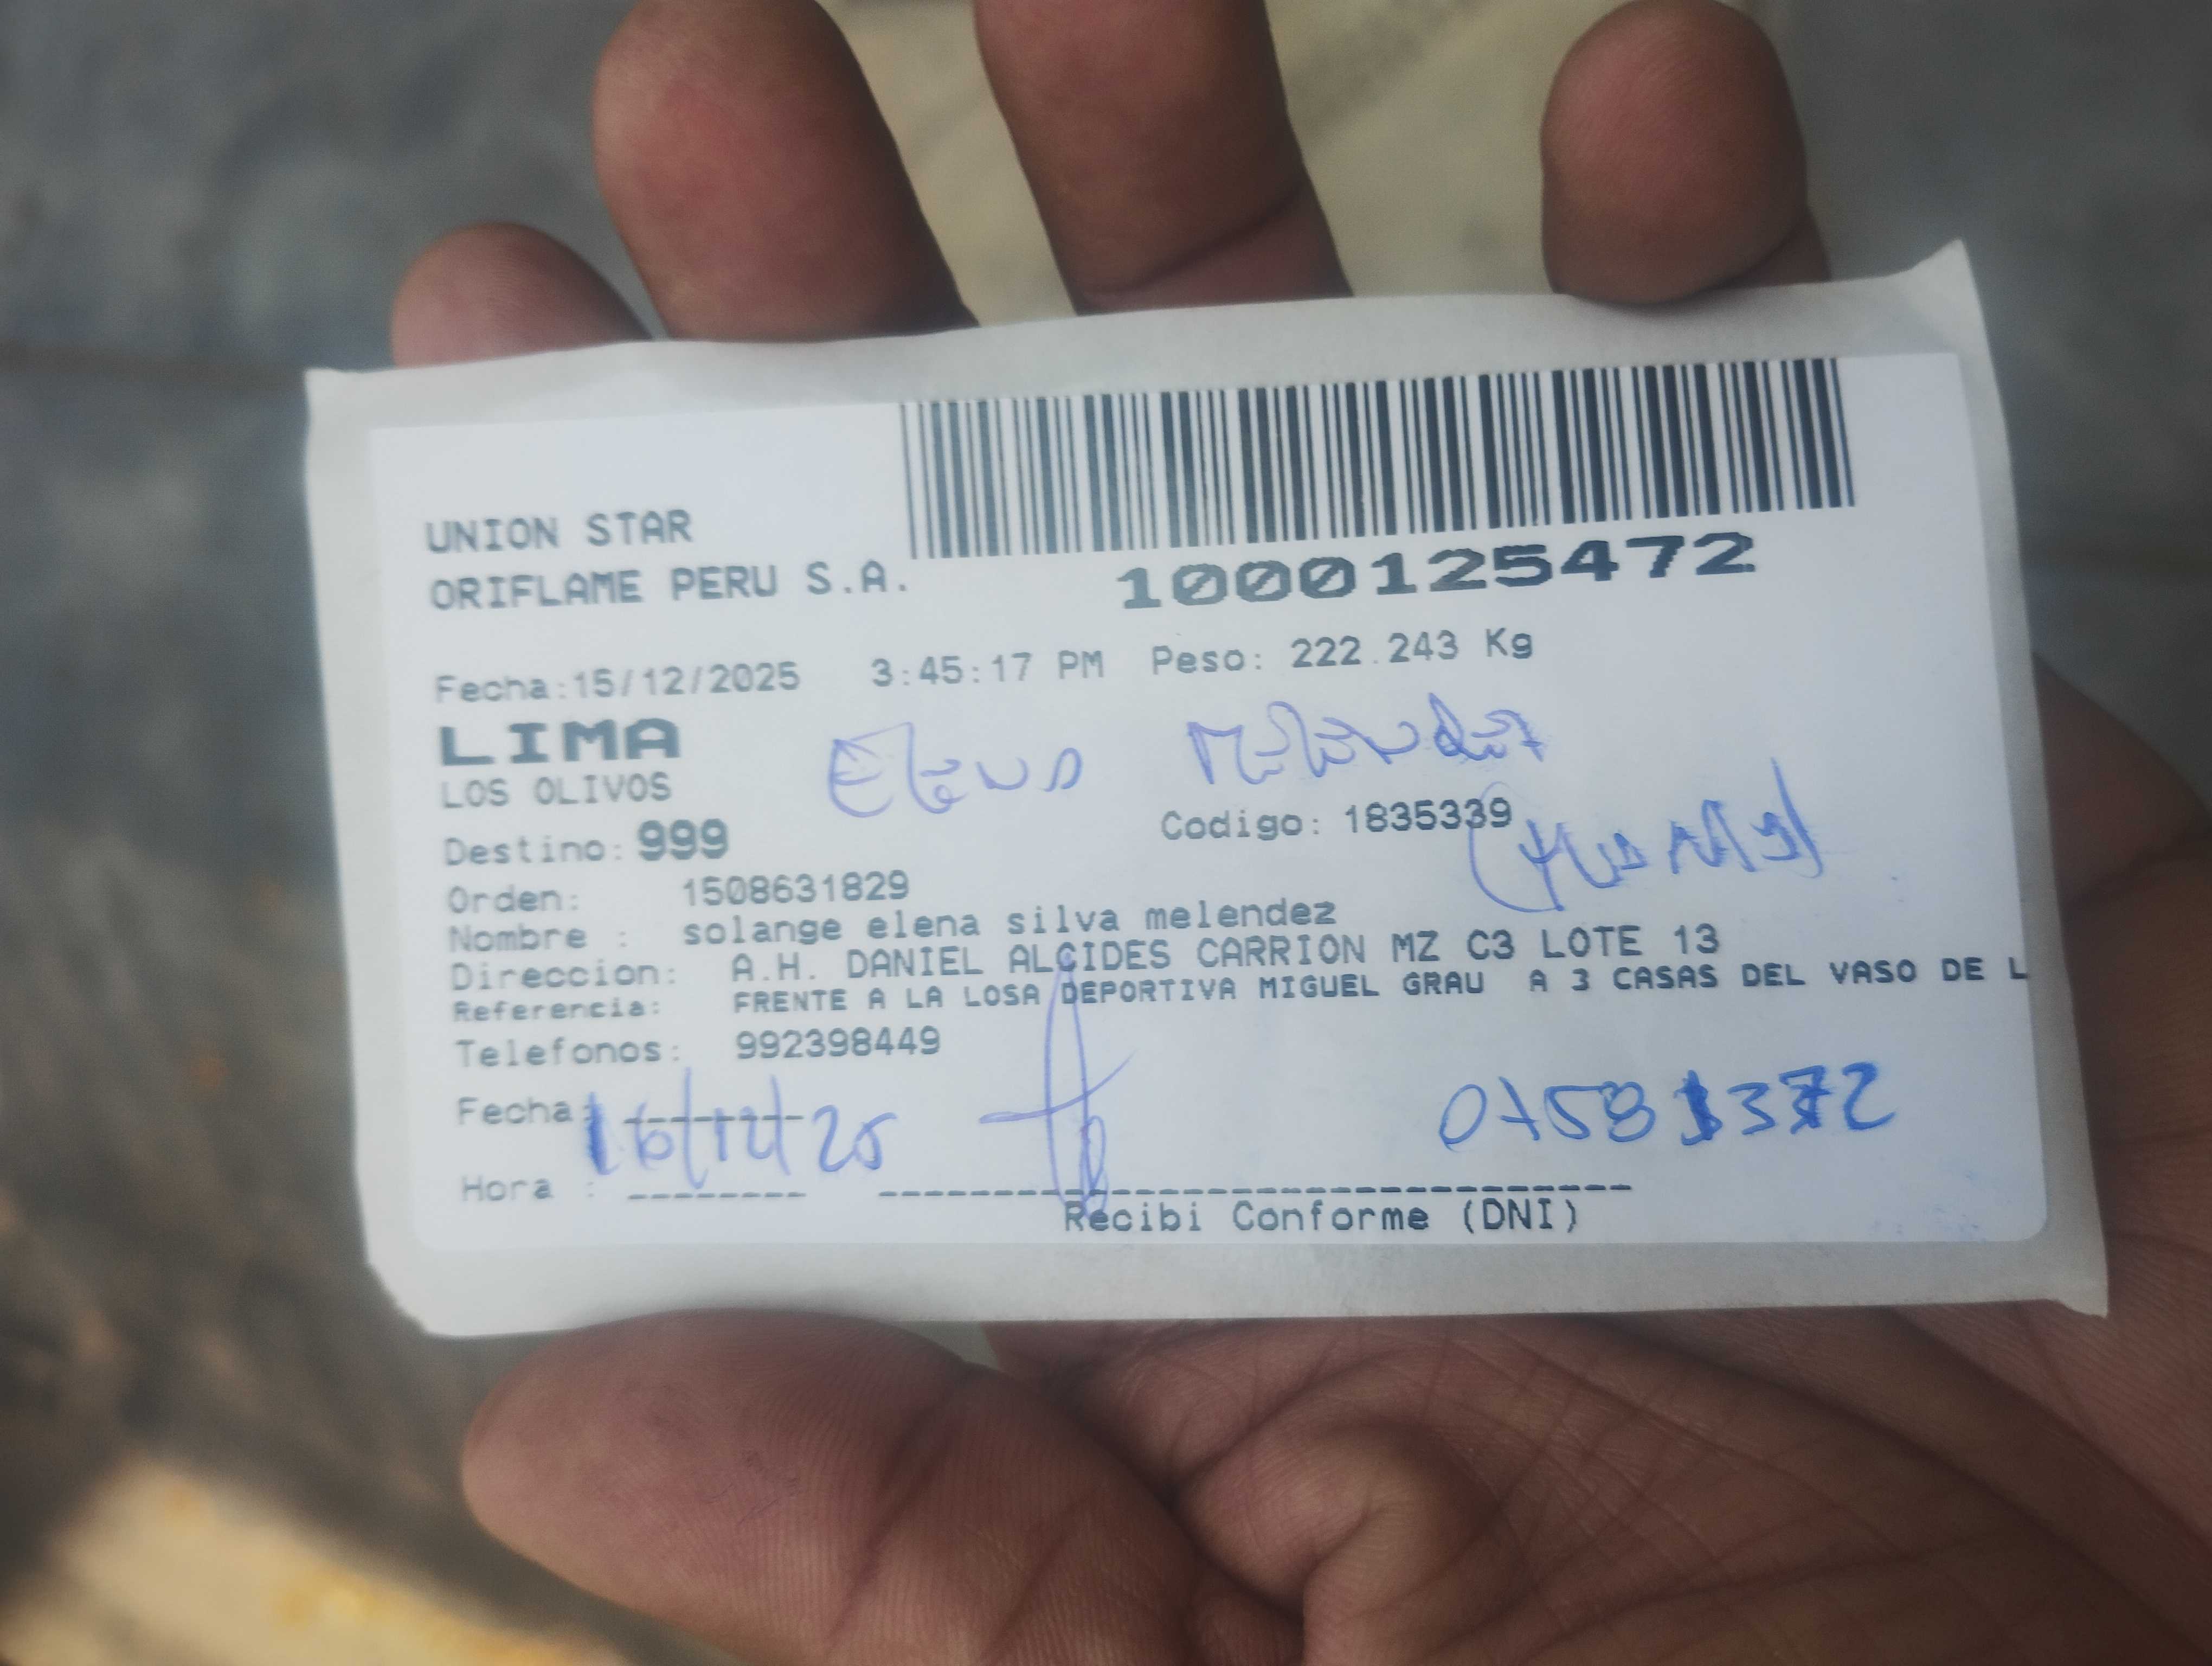 UNION STAR
ORIFLAME PERU S.A.
1000125472
Fecha:15/12/2025 3:45:17 PM Peso: 222.243 Kg
LIMA
Elena Melendez
LOS OLIVOS
Destino: 999
Codigo: 1835339
Orden: 1508631829
Nombre : solange elena silva melendez
Direccion: A.H. DANIEL ALCIDES CARRION MZ C3 LOTE 13
Referencia: FRENTE A LA LOSA DEPORTIVA MIGUEL GRAU A 3 CASAS DEL VASO DE L
Telefonos: 992398449
Fecha: 16/12/25
Hora :
Recibi Conforme (DNI)